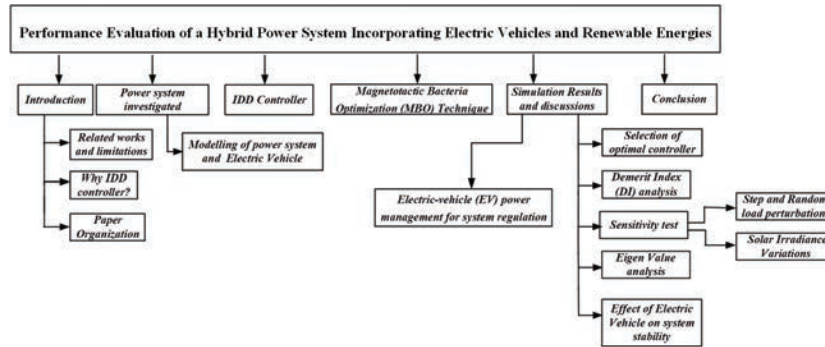 Performance Evaluation of a Hybrid Power System Incorporating Electric Vehicles and Renewable Energies
Introduction
Power system
investigated
IDD Controller
Magnetotactic Bacteria
Optimization (MBO) Technique
Simulation Results
and discussions
Conclusion
Related works
and limitations
Why IDD
controller?
Paper
Organization
Modelling of power system
and Electric Vehicle
Electric-vehicle (EV) power
management for system regulation
Selection of
optimal controller
Demerit Index
(DI) analysis
Sensitivity test
Eigen Value
analysis
Effect of Electric
Vehicle on system
stability
Step and Random
load perturbation
Solar Irradiance
Variations